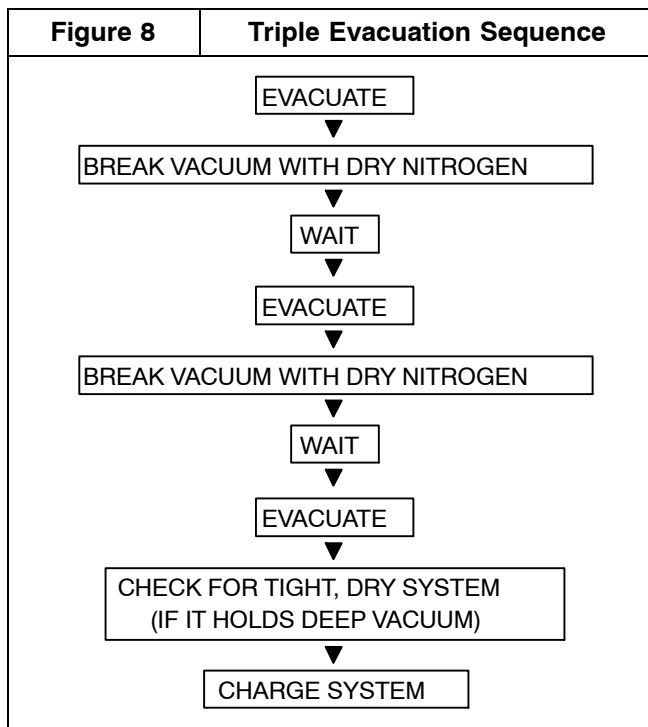 Figure 8 Triple Evacuation Sequence
EVACUATE
BREAK VACUUM WITH DRY NITROGEN
WAIT
EVACUATE
BREAK VACUUM WITH DRY NITROGEN
WAIT
EVACUATE
CHECK FOR TIGHT, DRY SYSTEM
(IF IT HOLDS DEEP VACUUM)
CHARGE SYSTEM